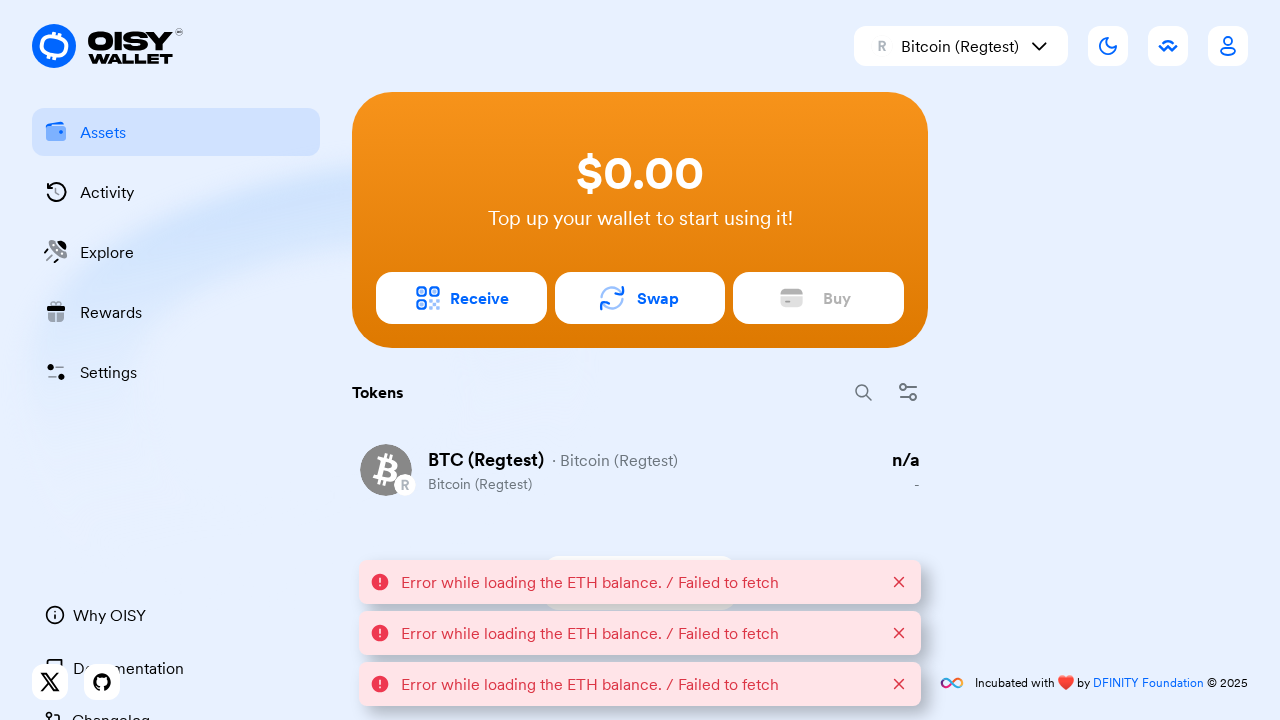 OISY
WALLET
R Bitcoin (Regtest)
Assets
Activity
Explore
Rewards
Settings
$0.00
Top up your wallet to start using it!
Receive
Swap
Buy
Tokens
BTC (Regtest) · Bitcoin (Regtest)
n/a
R
Bitcoin (Regtest)
-
Error while loading the ETH balance. / Failed to fetch
Error while loading the ETH balance. / Failed to fetch
Error while loading the ETH balance. / Failed to fetch
Why OISY
Documentation
Changelog
Incubated with ❤️ by DFINITY Foundation © 2025